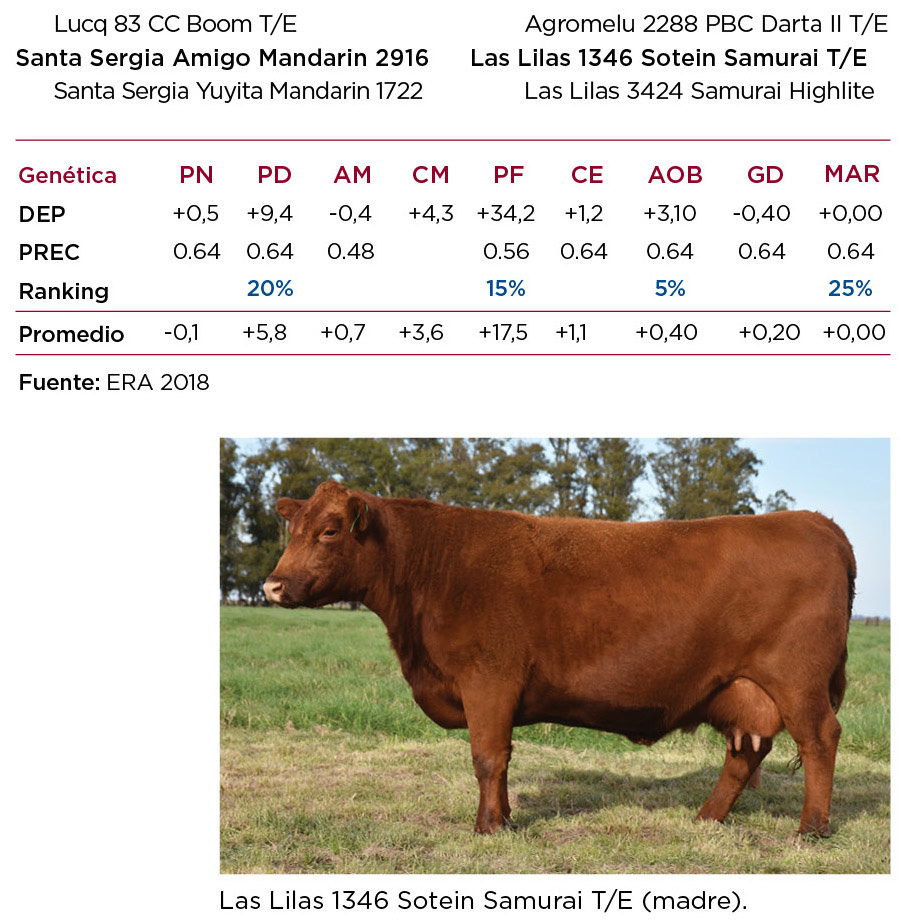 Lucq 83 CC Boom T/E
Agromelu 2288 PBC Darta II T/E
Santa Sergia Amigo Mandarin 2916
Las Lilas 1346 Sotein Samurai T/E
Santa Sergia Yuyita Mandarin 1722
Las Lilas 3424 Samurai Highlite
Genética PN PD AM CM PF CE AOB GD MAR
DEP +0,5 +9,4 -0,4 +4,3 +34,2 +1,2 +3,10 -0,40 +0,00
PREC 0.64 0.64 0.48 0.56 0.64 0.64 0.64 0.64
Ranking 20% 15% 5% 25%
Promedio -0,1 +5,8 +0,7 +3,6 +17,5 +1,1 +0,40 +0,20 +0,00
Fuente: ERA 2018
Las Lilas 1346 Sotein Samurai T/E (madre).